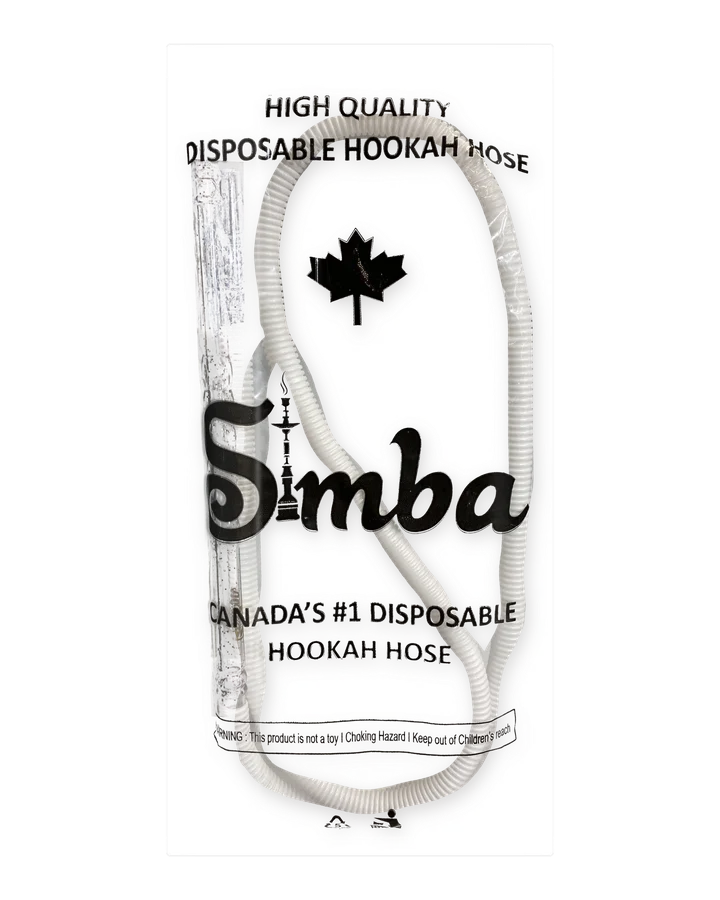 HIGH QUALITY
DISPOSABLE HOOKAH HOSE
Simba
CANADA'S #1 DISPOSABLE
HOOKAH HOSE
WARNING : This product is not a toy I Choking Hazard I Keep out of Children's reach